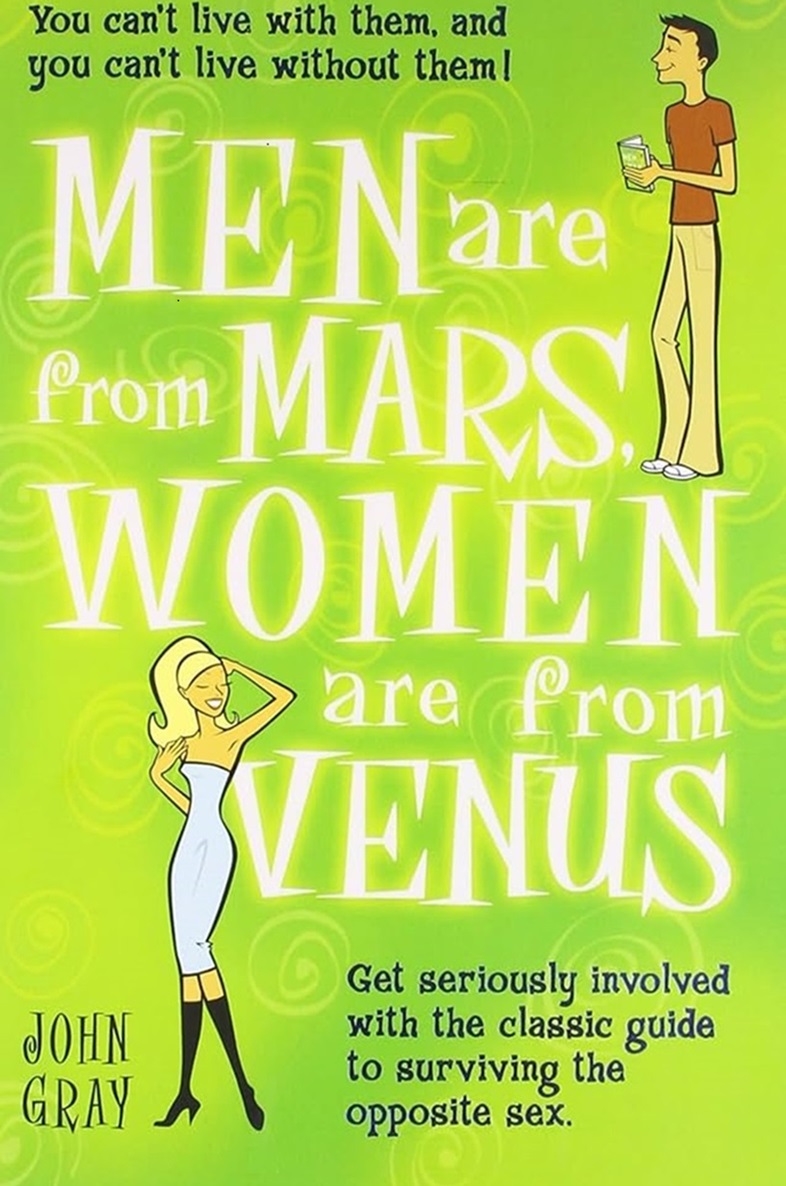 You can't live with them, and
you can't live without them!
MEN are
from MARS,
WOMEN
are from
VENUS
Get seriously involved
with the classic guide
to surviving the
opposite sex.
JOHN
GRAY